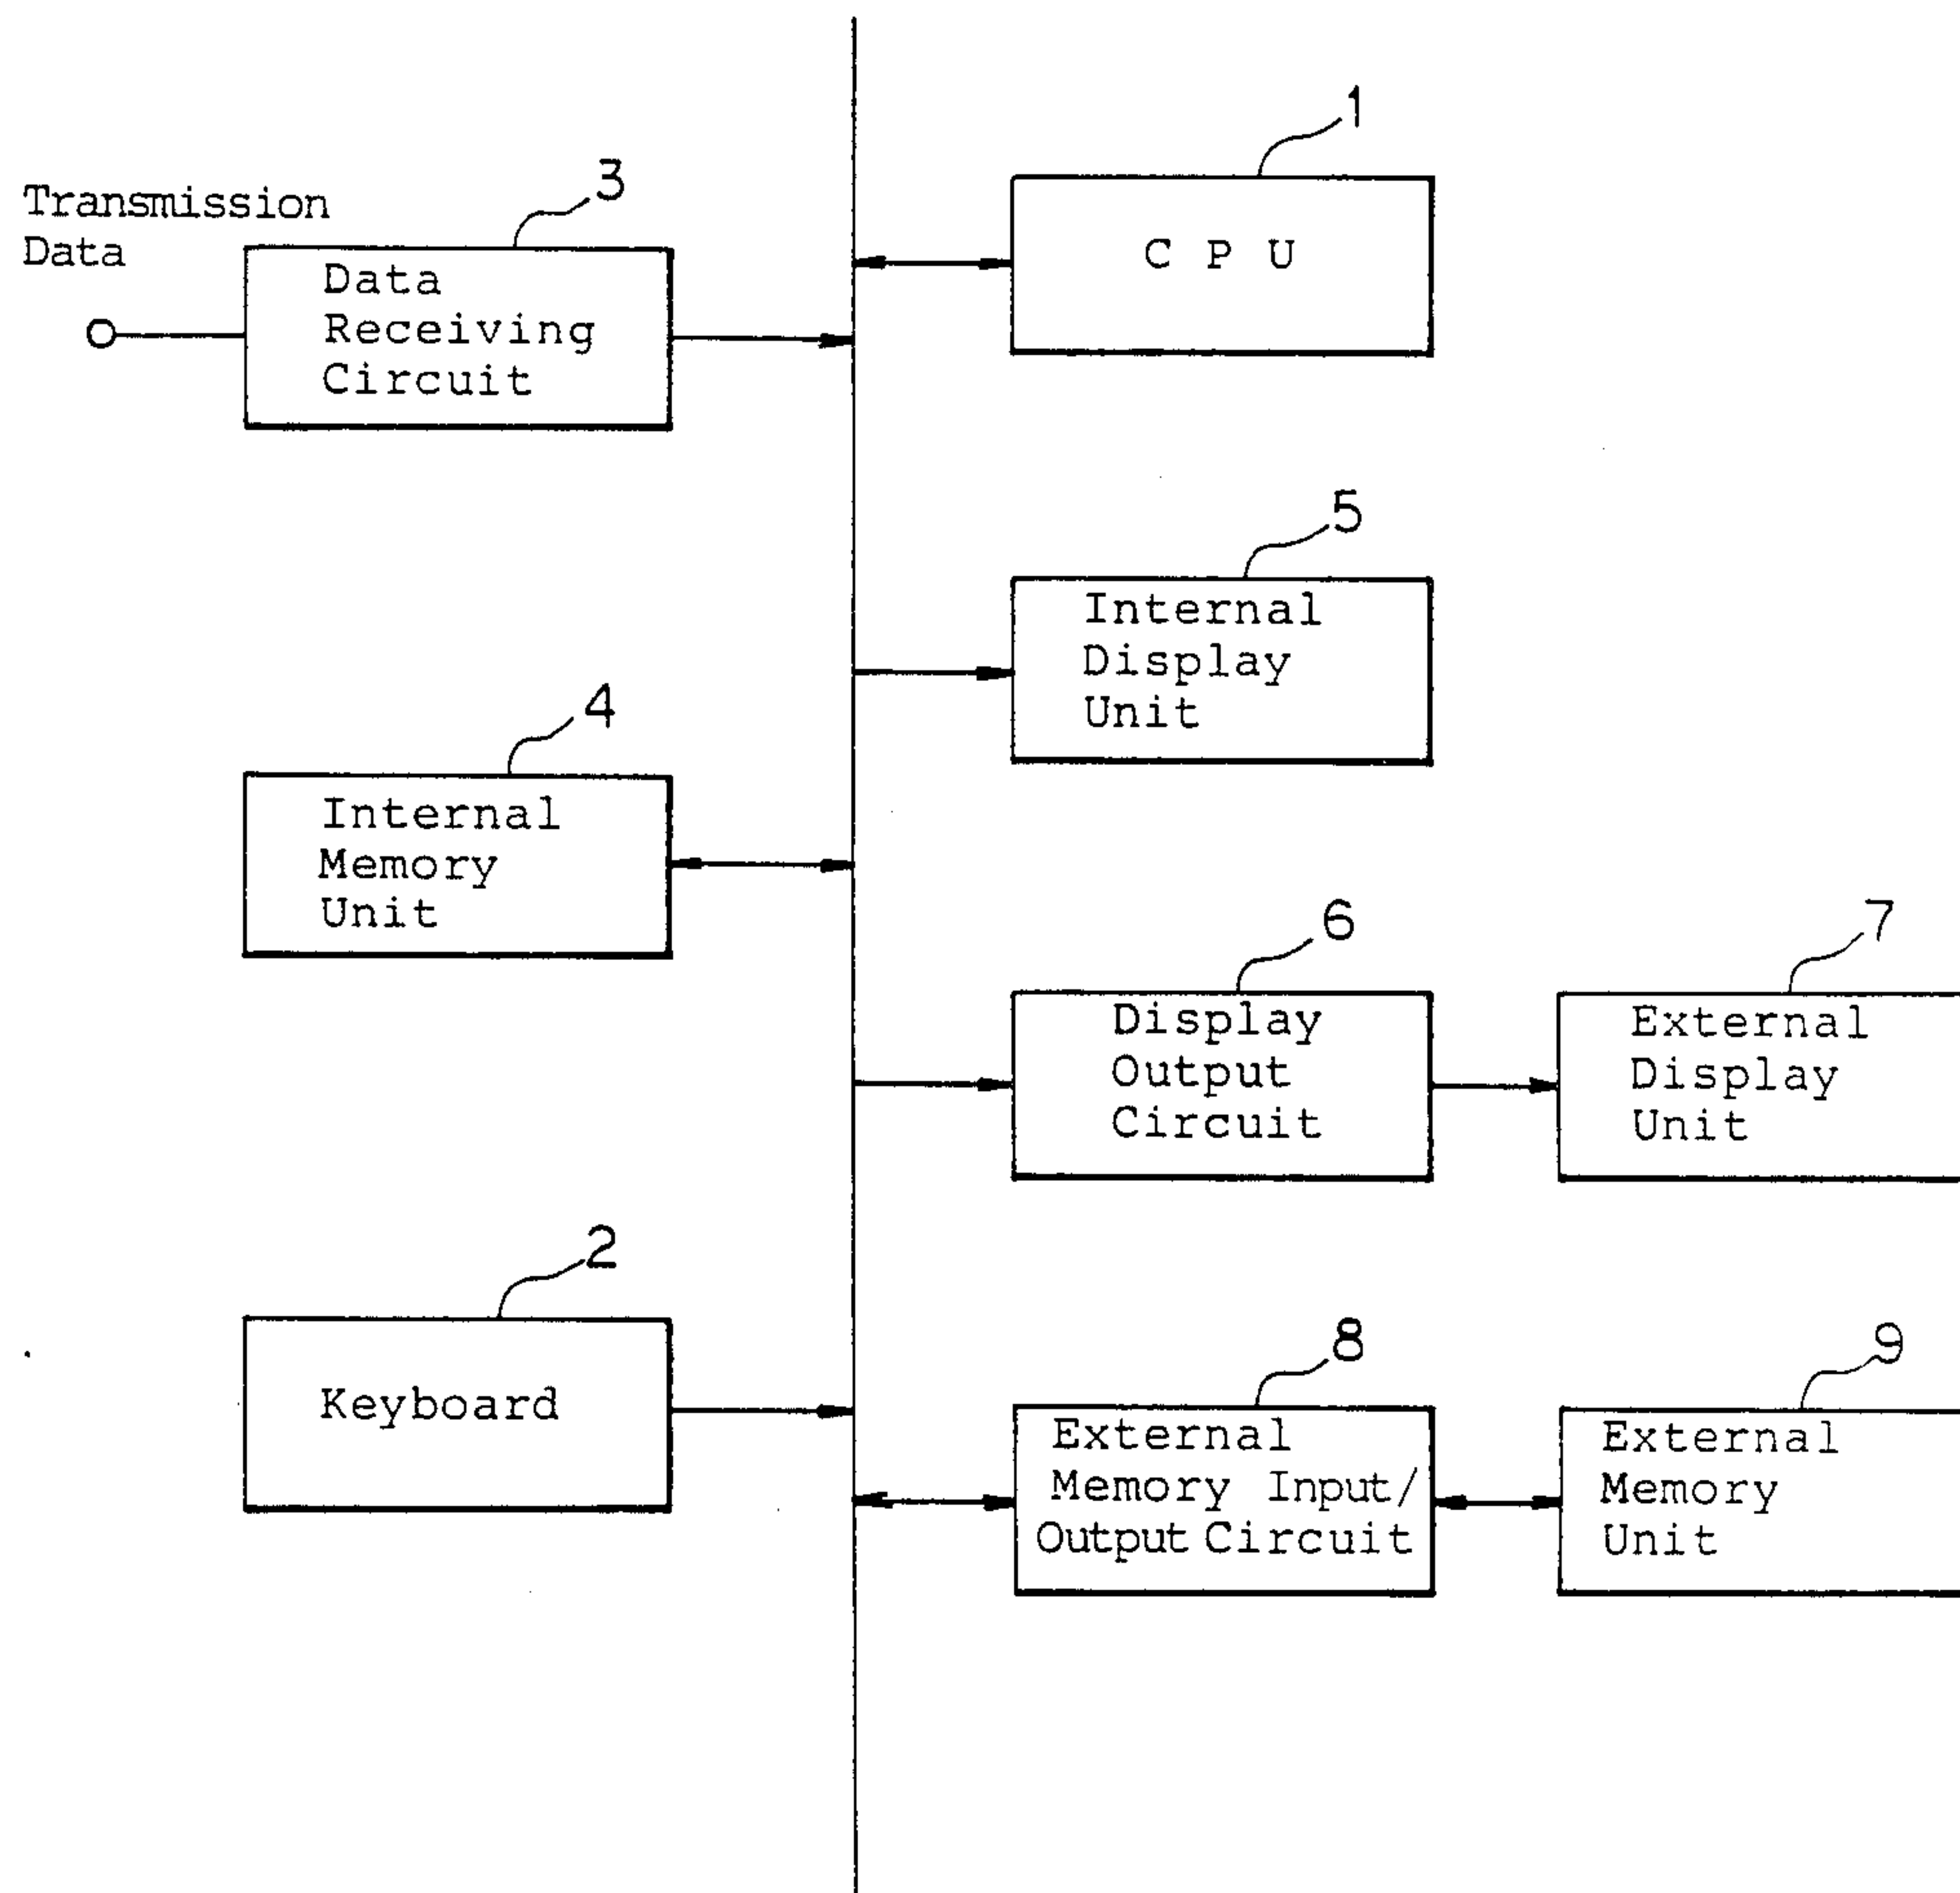 1
3
Transmission
Data
Data
Receiving
Circuit
C P U
5
Internal
Display
Unit
4
Internal
Memory
Unit
6
7
Display
Output
Circuit
External
Display
Unit
2
Keyboard
8
9
External
Memory Input/
Output Circuit
External
Memory
Unit